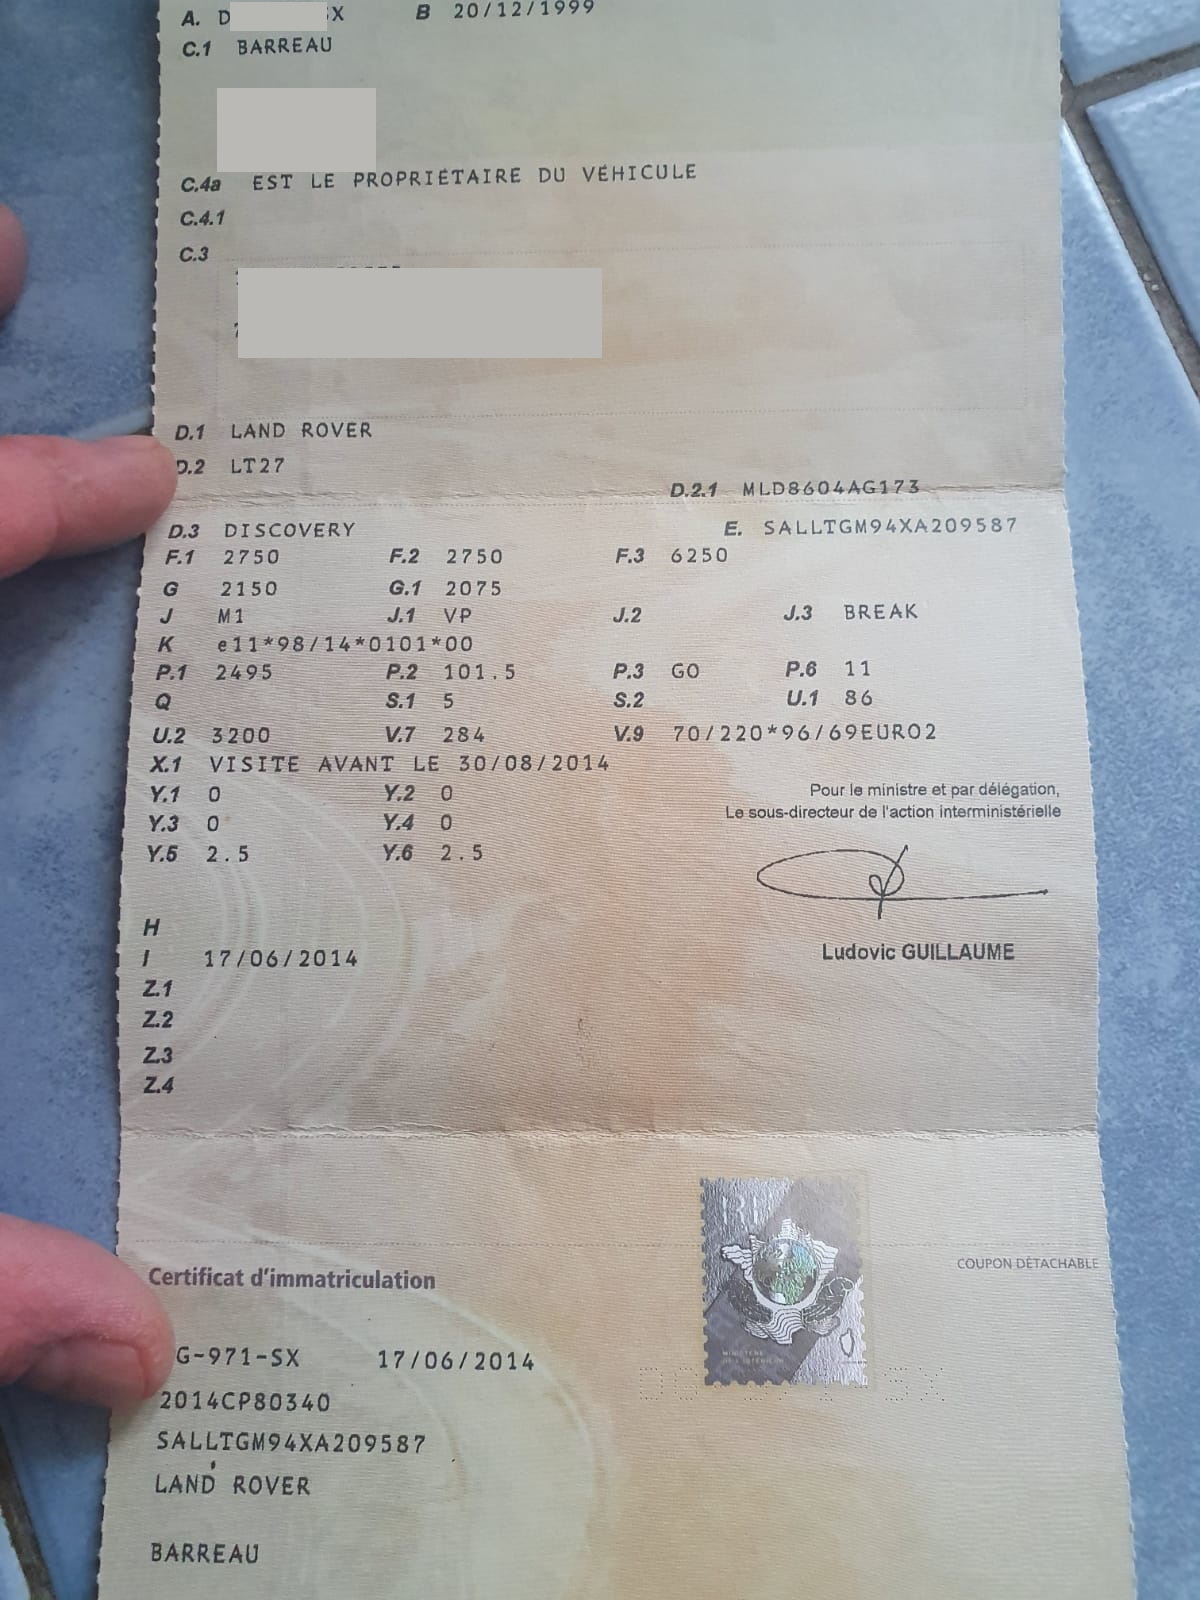 A. D X B 20/12/1999
C.1 BARREAU
C.4a EST LE PROPRIÉTAIRE DU VÉHICULE
C.4.1
C.3
D.1 LAND ROVER
D.2 LT27
D.2.1 MLD8604AG173
D.3 DISCOVERY E. SALLTGM94XA209587
F.1 2750 F.2 2750 F.3 6250
G 2150 G.1 2075
J M1 J.1 VP J.2 J.3 BREAK
K e11*98/14*0101*00
P.1 2495 P.2 101.5 P.3 GO P.6 11
Q S.1 5 S.2 U.1 86
U.2 3200 V.7 284 V.9 70/220*96/69EURO2
X.1 VISITE AVANT LE 30/08/2014
Y.1 0 Y.2 0
Pour le ministre et par délégation,
Le sous-directeur de l'action interministérielle
Y.3 0 Y.4 0
Y.5 2.5 Y.6 2.5
H
Ludovic GUILLAUME
I 17/06/2014
Z.1
Z.2
Z.3
Z.4
COUPON DÉTACHABLE
Certificat d'immatriculation
G-971-SX 17/06/2014
2014CP80340
SALLTGM94XA209587
LAND ROVER
BARREAU